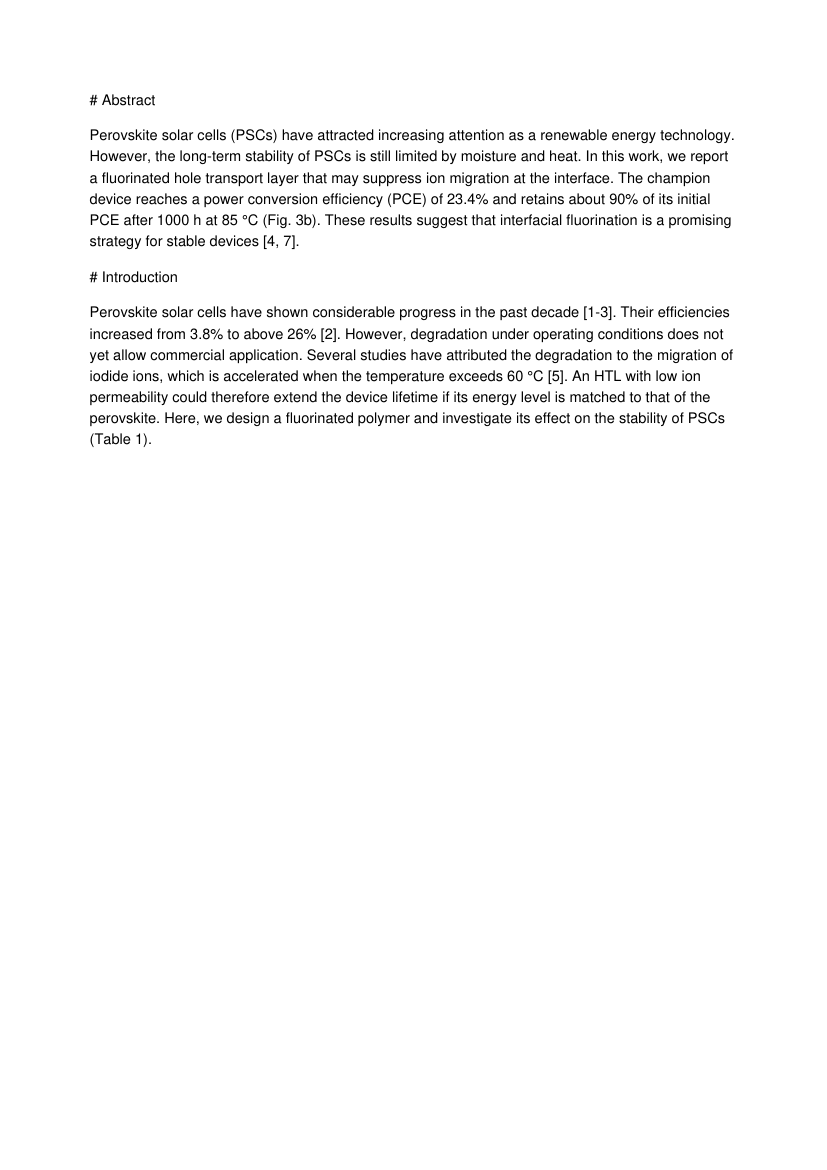 # Abstract
Perovskite solar cells (PSCs) have attracted increasing attention as a renewable energy technology.
However, the long-term stability of PSCs is still limited by moisture and heat. In this work, we report
a fluorinated hole transport layer that may suppress ion migration at the interface. The champion
device reaches a power conversion efficiency (PCE) of 23.4% and retains about 90% of its initial
PCE after 1000 h at 85 °C (Fig. 3b). These results suggest that interfacial fluorination is a promising
strategy for stable devices [4, 7].
# Introduction
Perovskite solar cells have shown considerable progress in the past decade [1-3]. Their efficiencies
increased from 3.8% to above 26% [2]. However, degradation under operating conditions does not
yet allow commercial application. Several studies have attributed the degradation to the migration of
iodide ions, which is accelerated when the temperature exceeds 60 °C [5]. An HTL with low ion
permeability could therefore extend the device lifetime if its energy level is matched to that of the
perovskite. Here, we design a fluorinated polymer and investigate its effect on the stability of PSCs
(Table 1).